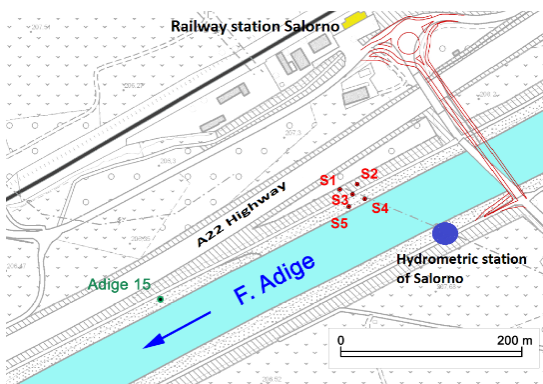 Railway station Salorno
S1
S2
S3
S4
S5
A22 Highway
Adige 15
F. Adige
Hydrometric station
of Salorno
0
200 m